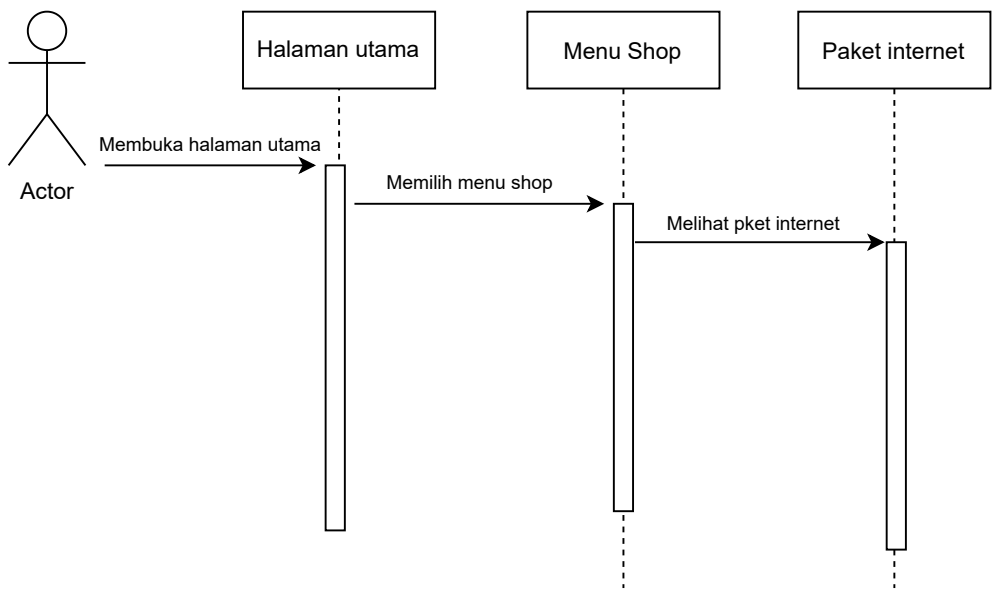 Halaman utama
Menu Shop
Paket internet
Membuka halaman utama
Actor
Memilih menu shop
Melihat pket internet